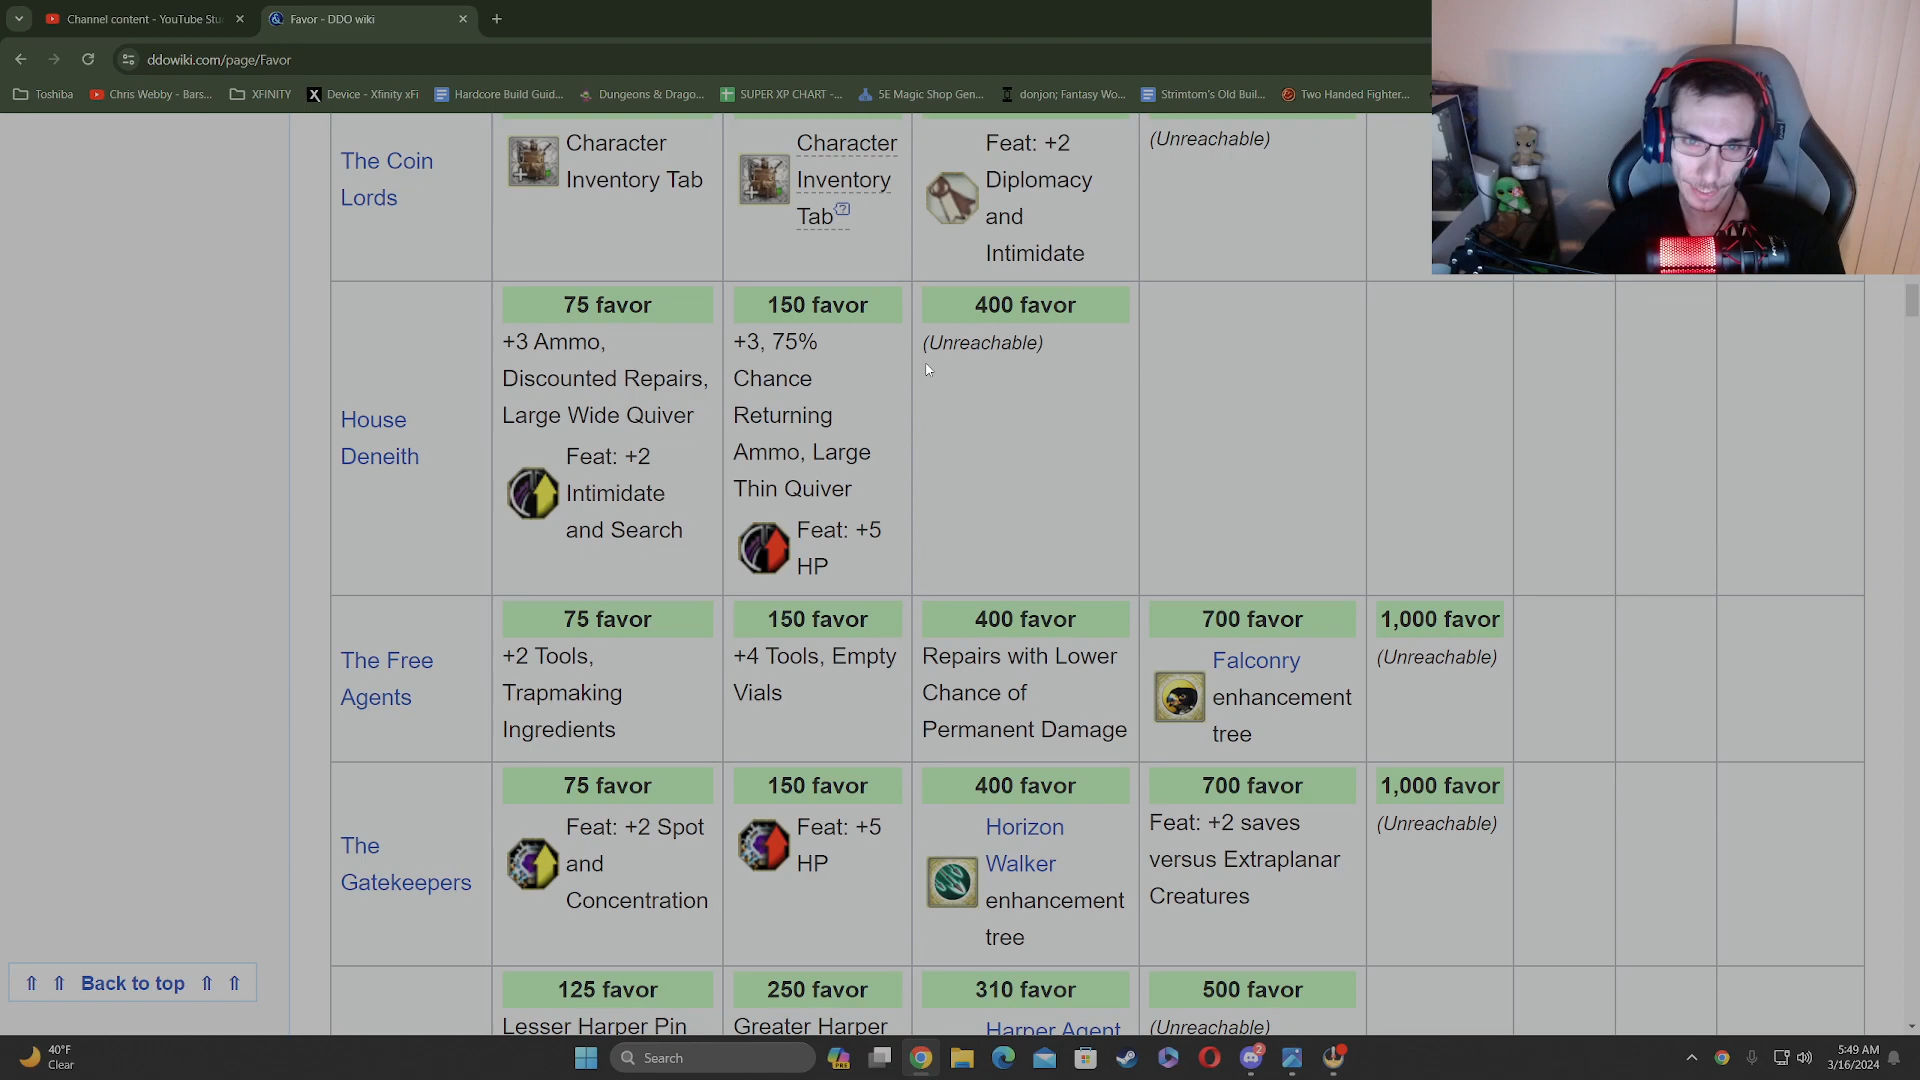 Channel content - YouTube Stu
Favor - DDO wiki
ddowiki.com/page/Favor
Toshiba
Chris Webby - Bars...
XFINITY
Device - Xfinity xFi
Hardcore Build Guid...
Dungeons & Drago...
SUPER XP CHART -...
5E Magic Shop Gen...
donjon; Fantasy Wo...
Strimtom's Old Buil...
Two Handed Fighter...
The Coin
Lords
Character
Inventory Tab
Character
Inventory
Tab
Feat: +2
Diplomacy
and
Intimidate
(Unreachable)
House
Deneith
75 favor
+3 Ammo,
Discounted Repairs,
Large Wide Quiver
Feat: +2
Intimidate
and Search
150 favor
+3, 75%
Chance
Returning
Ammo, Large
Thin Quiver
Feat: +5
HP
400 favor
(Unreachable)
The Free
Agents
75 favor
+2 Tools,
Trapmaking
Ingredients
150 favor
+4 Tools, Empty
Vials
400 favor
Repairs with Lower
Chance of
Permanent Damage
700 favor
Falconry
enhancement
tree
1,000 favor
(Unreachable)
The
Gatekeepers
75 favor
Feat: +2 Spot
and
Concentration
150 favor
Feat: +5
HP
400 favor
Horizon
Walker
enhancement
tree
700 favor
Feat: +2 saves
versus Extraplanar
Creatures
1,000 favor
(Unreachable)
125 favor
Lesser Harper Pin
250 favor
Greater Harper
310 favor
Harper Agent
500 favor
(Unreachable)
⇑ ⇑ Back to top ⇑ ⇑
40°F
Clear
Search
PRE
2
5:49 AM
3/16/2024